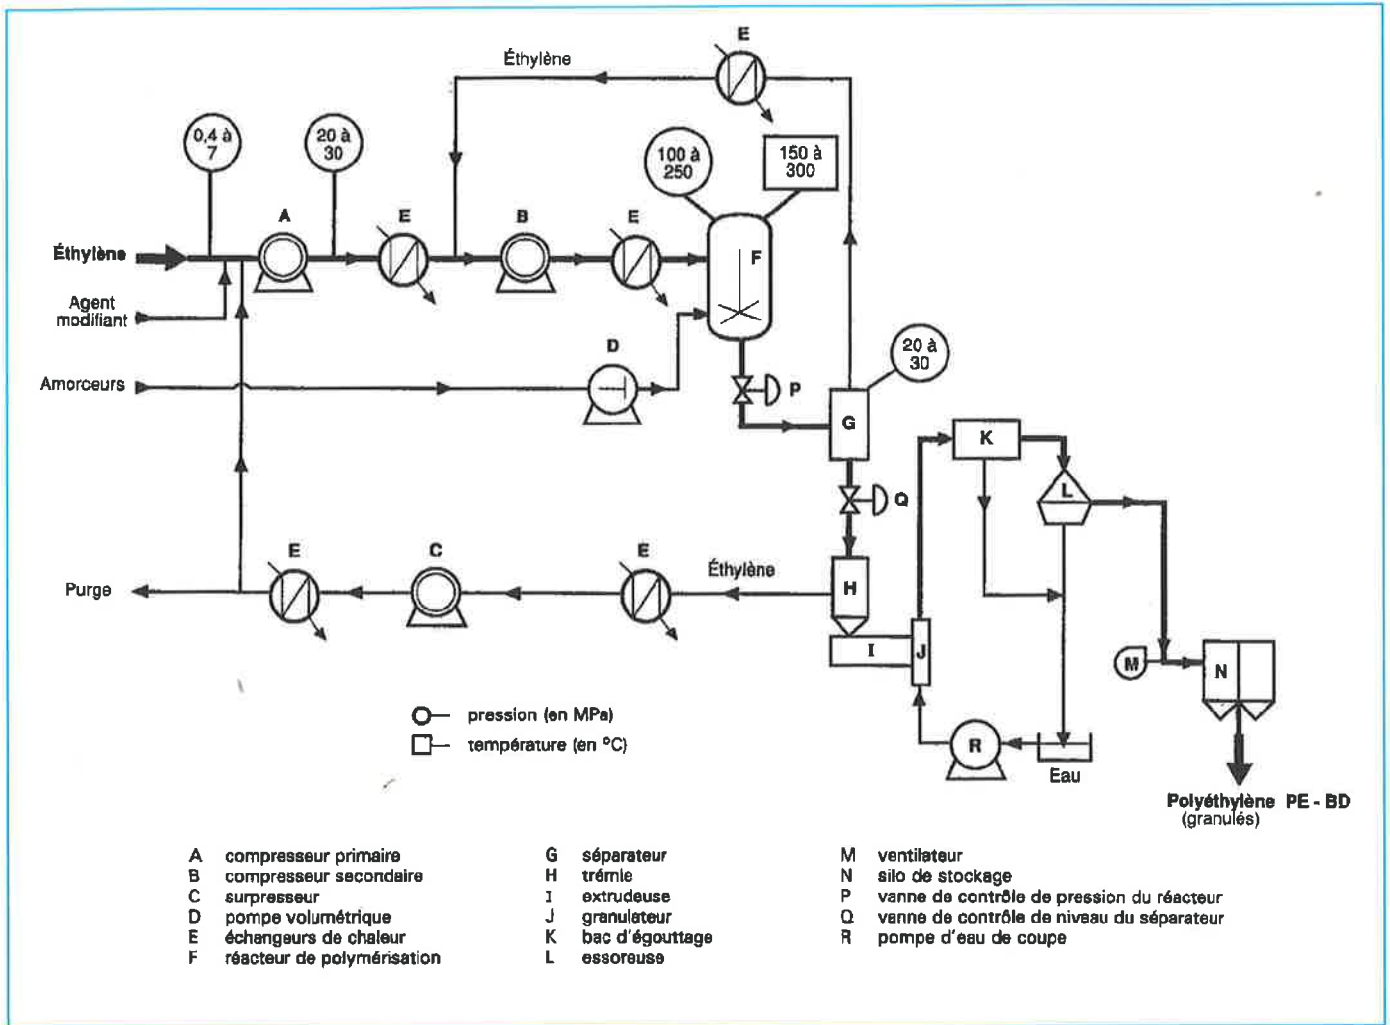 E
Éthylène
0,4 à
7
20 à
30
100 à
250
150 à
300
A
E
B
E
Éthylène
F
Agent
modifiant
D
20 à
30
Amorceurs
P
G
K
L
Q
E
C
E
Éthylène
Purge
H
I
J
M
N
pression (en MPa)
température (en °C)
R
Eau
Polyéthylène PE - BD
(granulés)
A compresseur primaire
B compresseur secondaire
C surpresseur
D pompe volumétrique
E échangeurs de chaleur
F réacteur de polymérisation
G séparateur
H trémie
I extrudeuse
J granulateur
K bac d'égouttage
L essoreuse
M ventilateur
N silo de stockage
P vanne de contrôle de pression du réacteur
Q vanne de contrôle de niveau du séparateur
R pompe d'eau de coupe